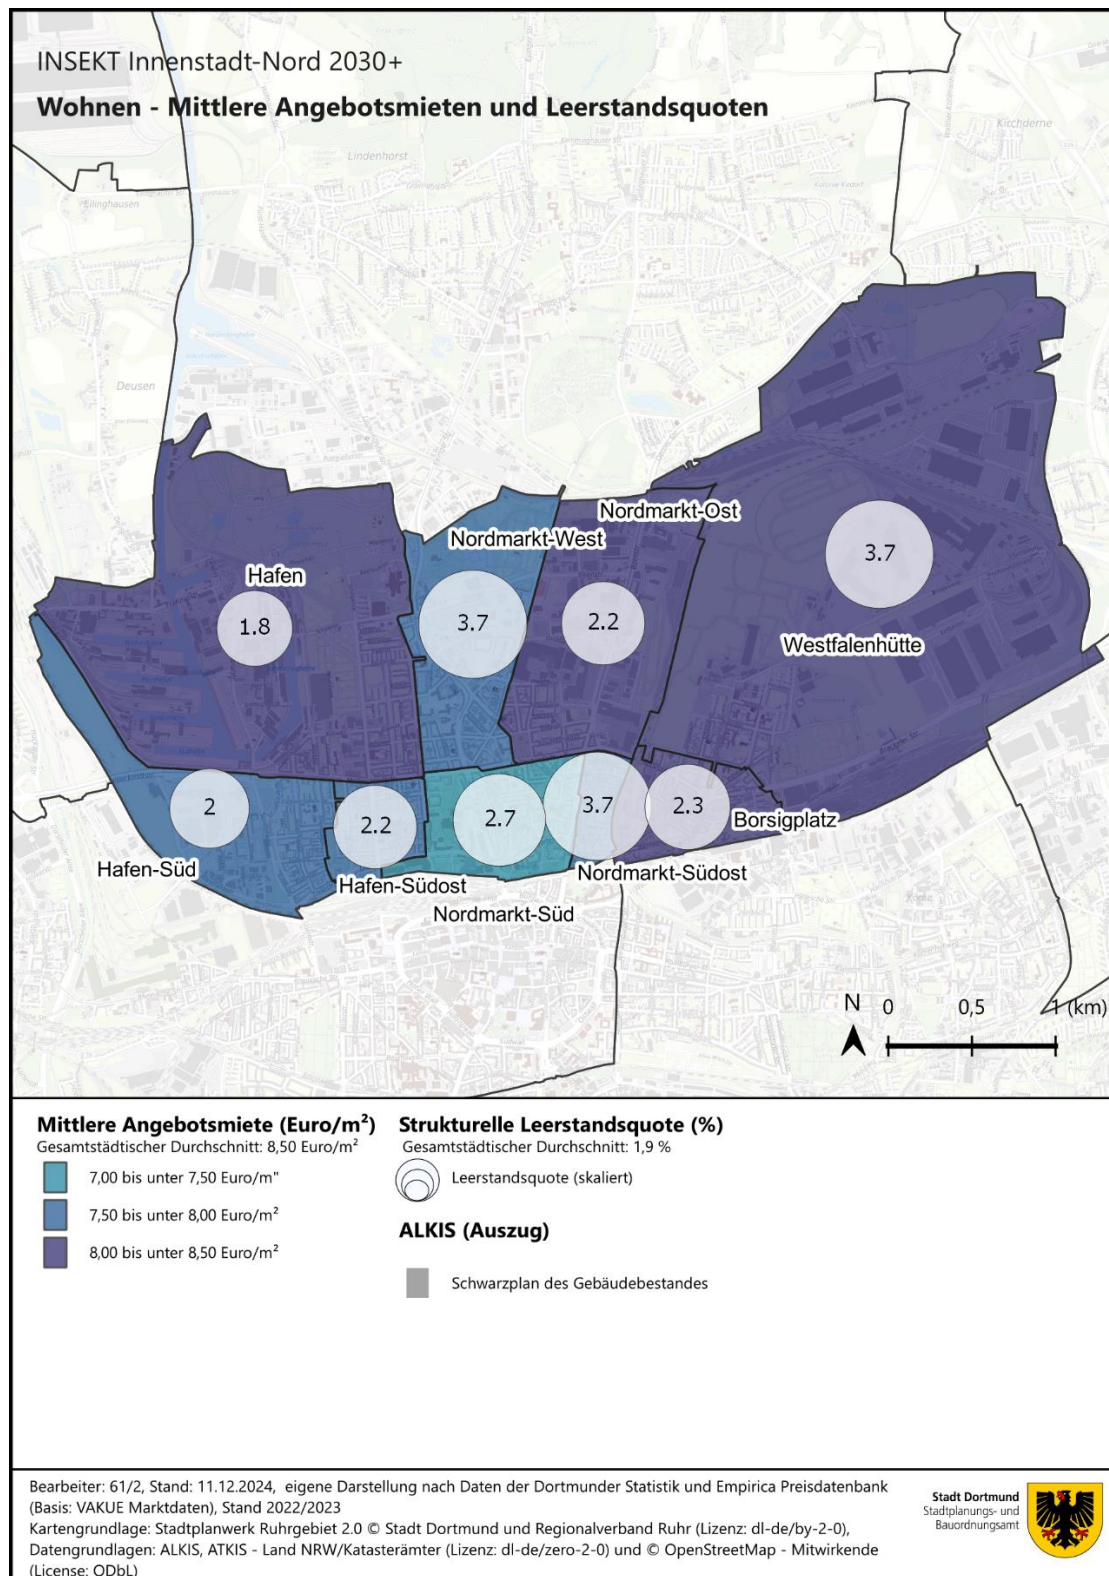 INSEKT Innenstadt-Nord 2030+
Wohnen - Mittlere Angebotsmieten und Leerstandsquoten
Kirchderne
Lindenhorst
Ellinghausen
Deusen
Nordmarkt-Ost
Nordmarkt-West
3.7
Hafen
1.8
3.7
2.2
Westfalenhütte
2
2.2
2.7
3.7
2.3
Borsigplatz
Hafen-Süd
Hafen-Südost
Nordmarkt-Südost
Nordmarkt-Süd
N 0 0,5 1 (km)
Mittlere Angebotsmiete (Euro/m²)
Gesamtstädtischer Durchschnitt: 8,50 Euro/m²
7,00 bis unter 7,50 Euro/m"
7,50 bis unter 8,00 Euro/m²
8,00 bis unter 8,50 Euro/m²
Strukturelle Leerstandsquote (%)
Gesamtstädtischer Durchschnitt: 1,9 %
Leerstandsquote (skaliert)
ALKIS (Auszug)
Schwarzplan des Gebäudebestandes
Bearbeiter: 61/2, Stand: 11.12.2024, eigene Darstellung nach Daten der Dortmunder Statistik und Empirica Preisdatenbank
(Basis: VAKUE Marktdaten), Stand 2022/2023
Kartengrundlage: Stadtplanwerk Ruhrgebiet 2.0 © Stadt Dortmund und Regionalverband Ruhr (Lizenz: dl-de/by-2-0),
Datengrundlagen: ALKIS, ATKIS - Land NRW/Katasterämter (Lizenz: dl-de/zero-2-0) und © OpenStreetMap - Mitwirkende
(License: ODbL)
Stadt Dortmund
Stadtplanungs- und
Bauordnungsamt